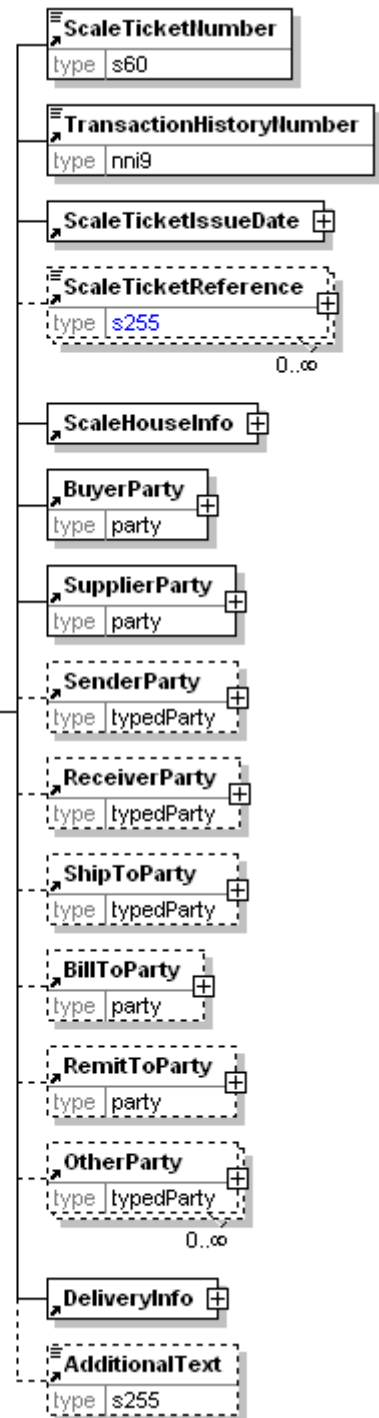 ScaleTicketNumber
type s60
TransactionHistoryNumber
type nni9
ScaleTicketIssueDate
ScaleTicketReference
type s255
0..∞
ScaleHouseInfo
BuyerParty
type party
SupplierParty
type party
SenderParty
type typedParty
ReceiverParty
type typedParty
ShipToParty
type typedParty
BillToParty
type party
RemitToParty
type party
OtherParty
type typedParty
0..∞
DeliveryInfo
AdditionalText
type s255